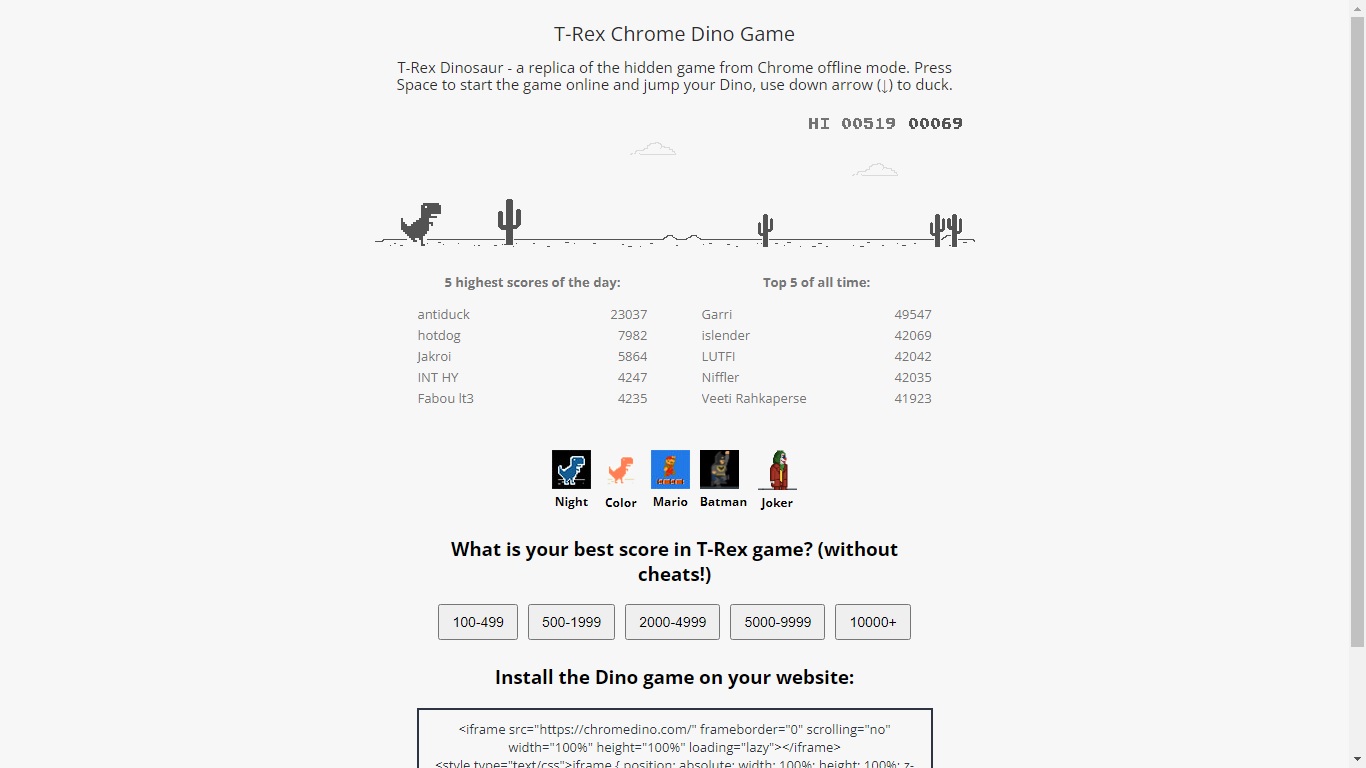 T-Rex Chrome Dino Game
T-Rex Dinosaur - a replica of the hidden game from Chrome offline mode. Press
Space to start the game online and jump your Dino, use down arrow (↓) to duck.
HI 00519 00069
5 highest scores of the day:
antiduck 23037
hotdog 7982
Jakroi 5864
INT HY 4247
Fabou lt3 4235
Top 5 of all time:
Garri 49547
islender 42069
LUTFI 42042
Niffler 42035
Veeti Rahkaperse 41923
Night Color Mario Batman Joker
What is your best score in T-Rex game? (without
cheats!)
100-499 500-1999 2000-4999 5000-9999 10000+
Install the Dino game on your website:
<iframe src="https://chromedino.com/" frameborder="0" scrolling="no"
width="100%" height="100%" loading="lazy"></iframe>
<style type="text/css">iframe { position: absolute; width: 100%; height: 100%; z-